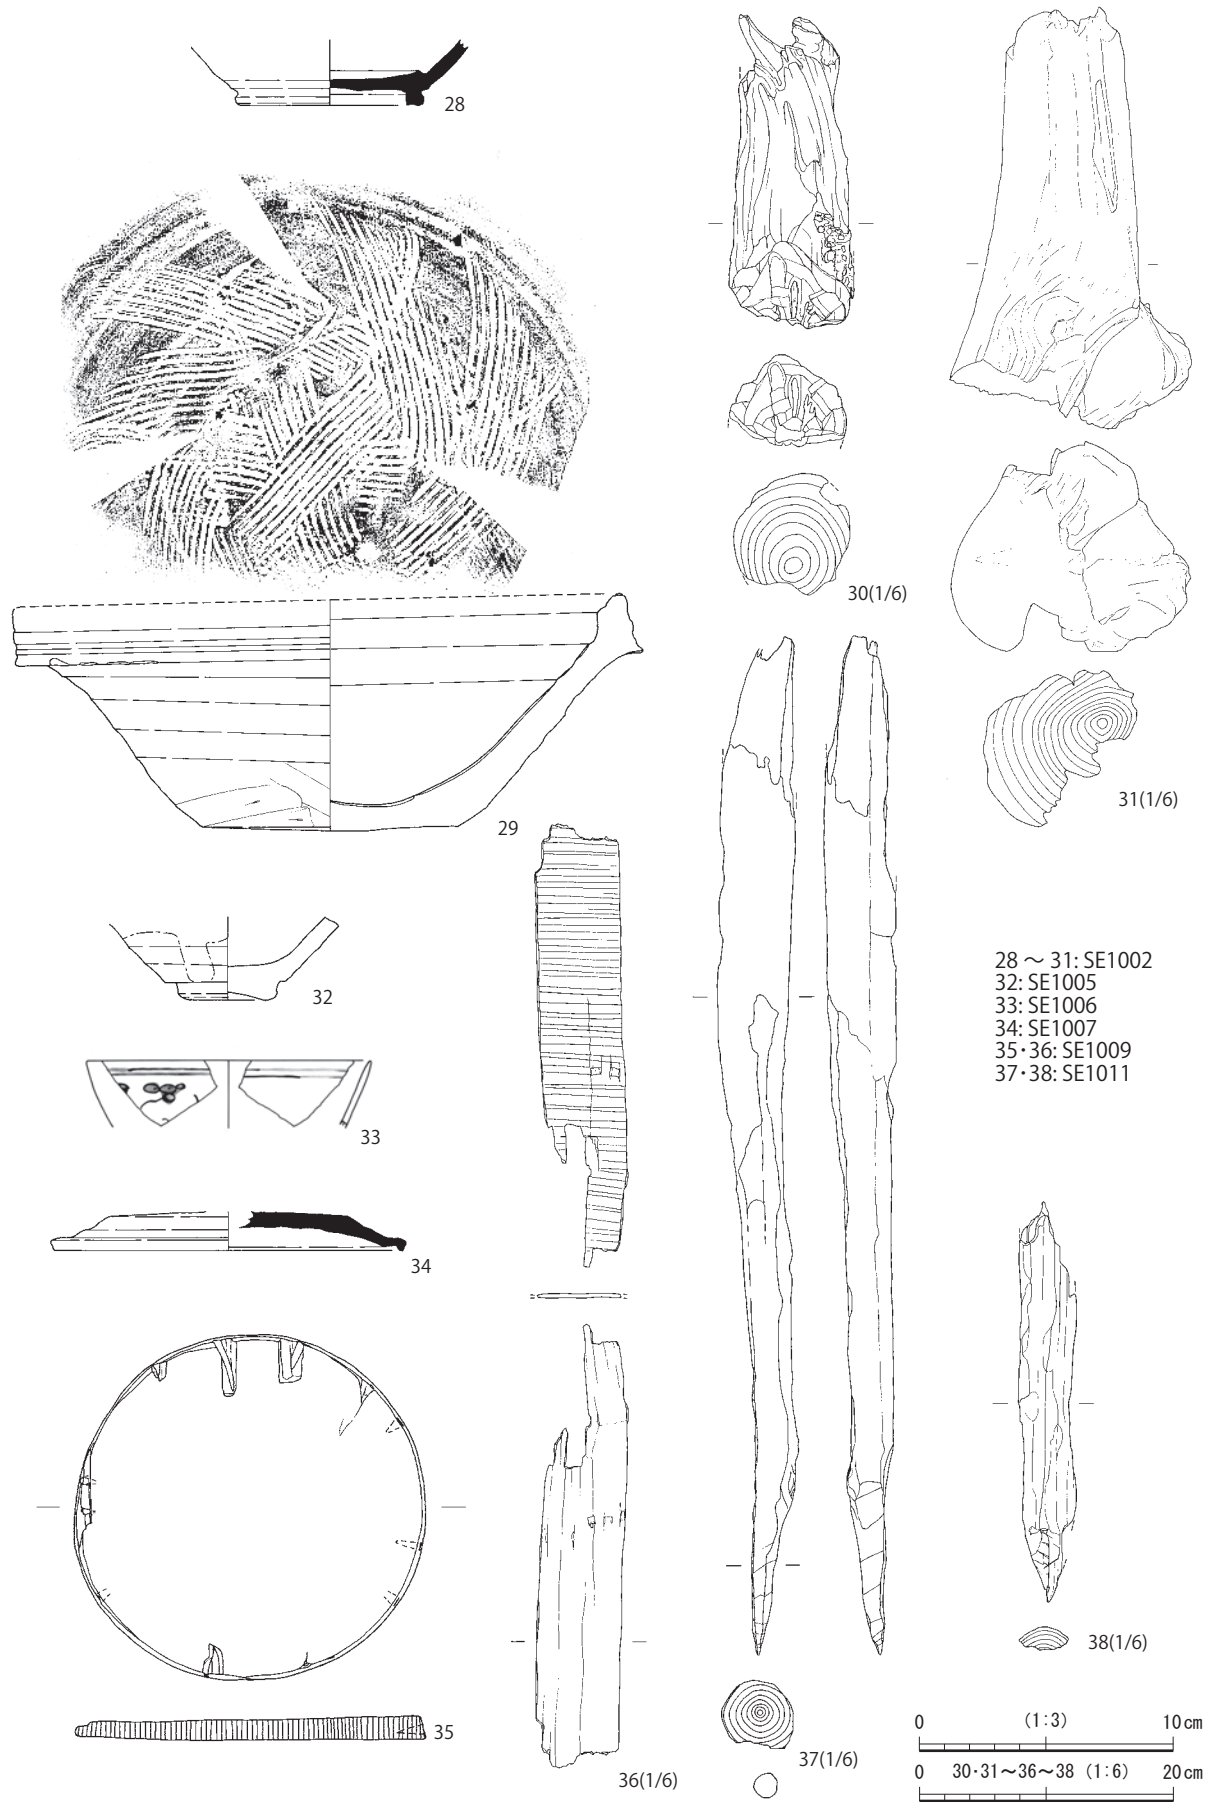 28
30(1/6)
31(1/6)
29
32
28 ～ 31: SE1002
32: SE1005
33: SE1006
34: SE1007
35・36: SE1009
37・38: SE1011
33
34
35
36(1/6)
37(1/6)
38(1/6)
0 (1:3) 10cm
0 30・31～36～38 (1:6) 20cm